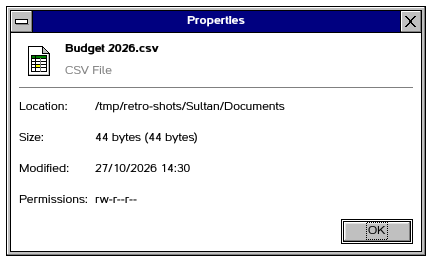 Properties
Budget 2026.csv
CSV File
Location: /tmp/retro-shots/Sultan/Documents
Size: 44 bytes (44 bytes)
Modified: 27/10/2026 14:30
Permissions: rw-r--r--
OK